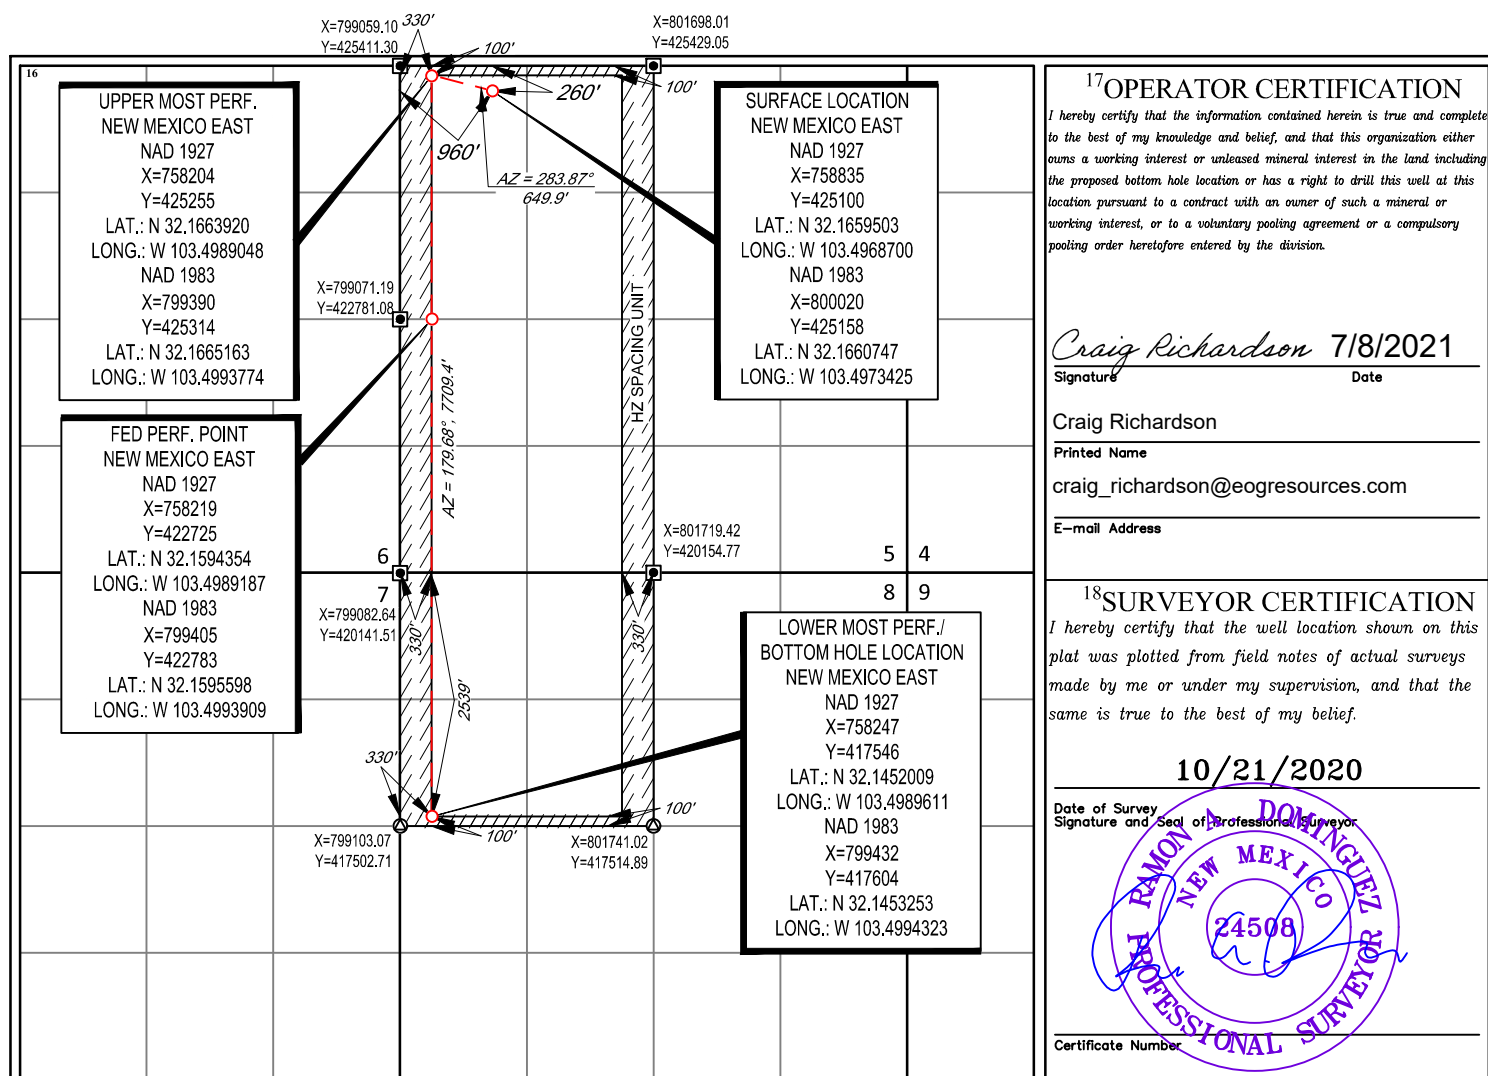 X=799059.10
Y=425411.30
330'
100'
X=801698.01
Y=425429.05
16
260'
100'
960'
AZ = 283.87°
649.9'
UPPER MOST PERF.
NEW MEXICO EAST
NAD 1927
X=758204
Y=425255
LAT.: N 32.1663920
LONG.: W 103.4989048
NAD 1983
X=799390
Y=425314
LAT.: N 32.1665163
LONG.: W 103.4993774
SURFACE LOCATION
NEW MEXICO EAST
NAD 1927
X=758835
Y=425100
LAT.: N 32.1659503
LONG.: W 103.4968700
NAD 1983
X=800020
Y=425158
LAT.: N 32.1660747
LONG.: W 103.4973425
X=799071.19
Y=422781.08
HZ SPACING UNIT
AZ = 179.68°, 7709.4'
FED PERF. POINT
NEW MEXICO EAST
NAD 1927
X=758219
Y=422725
LAT.: N 32.1594354
LONG.: W 103.4989187
NAD 1983
X=799405
Y=422783
LAT.: N 32.1595598
LONG.: W 103.4993909
X=801719.42
Y=420154.77
6
5
4
7
8
9
X=799082.64
Y=420141.51
330'
330'
2539'
LOWER MOST PERF./
BOTTOM HOLE LOCATION
NEW MEXICO EAST
NAD 1927
X=758247
Y=417546
LAT.: N 32.1452009
LONG.: W 103.4989611
NAD 1983
X=799432
Y=417604
LAT.: N 32.1453253
LONG.: W 103.4994323
330'
100'
100'
X=799103.07
Y=417502.71
X=801741.02
Y=417514.89
17OPERATOR CERTIFICATION
I hereby certify that the information contained herein is true and complete
to the best of my knowledge and belief, and that this organization either
owns a working interest or unleased mineral interest in the land including
the proposed bottom hole location or has a right to drill this well at this
location pursuant to a contract with an owner of such a mineral or
working interest, or to a voluntary pooling agreement or a compulsory
pooling order heretofore entered by the division.
Craig Richardson 7/8/2021
Signature Date
Craig Richardson
Printed Name
craig_richardson@eogresources.com
E-mail Address
18SURVEYOR CERTIFICATION
I hereby certify that the well location shown on this
plat was plotted from field notes of actual surveys
made by me or under my supervision, and that the
same is true to the best of my belief.
10/21/2020
Date of Survey
Signature and Seal of Professional Surveyor
RAMON A. DOMINGUEZ
NEW MEXICO
24508
PROFESSIONAL SURVEYOR
Certificate Number